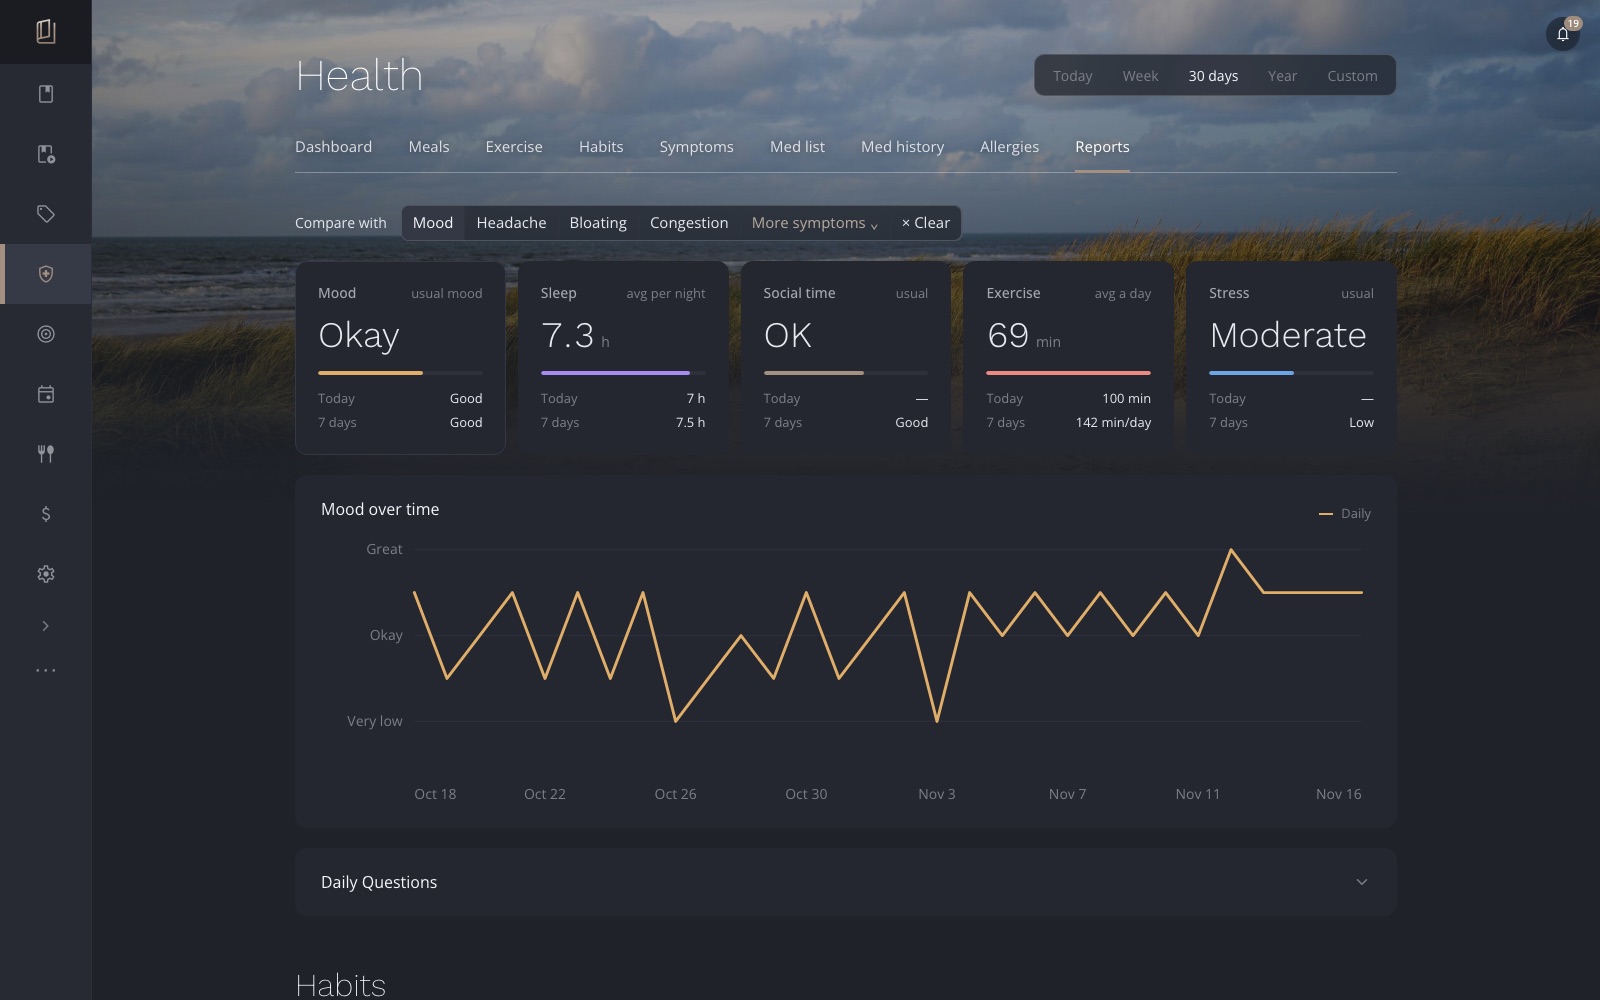 19
Health
Today Week 30 days Year Custom
Dashboard Meals Exercise Habits Symptoms Med list Med history Allergies Reports
Compare with Mood Headache Bloating Congestion More symptoms × Clear
Mood usual mood
Okay
Today Good
7 days Good
Sleep avg per night
7.3 h
Today 7 h
7 days 7.5 h
Social time usual
OK
Today —
7 days Good
Exercise avg a day
69 min
Today 100 min
7 days 142 min/day
Stress usual
Moderate
Today —
7 days Low
Mood over time
Daily
Great
Okay
Very low
Oct 18 Oct 22 Oct 26 Oct 30 Nov 3 Nov 7 Nov 11 Nov 16
Daily Questions
Habits